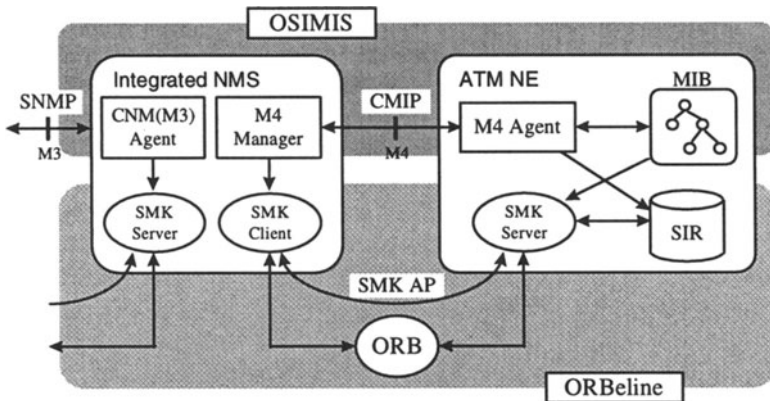 OSIMIS
Integrated NMS
ATM NE
MIB
SNMP
CNM(M3)
Agent
M4
Manager
CMIP
M4 Agent
M3
M4
SMK
Server
SMK
Client
SMK
Server
SIR
SMK AP
ORB
ORBeline